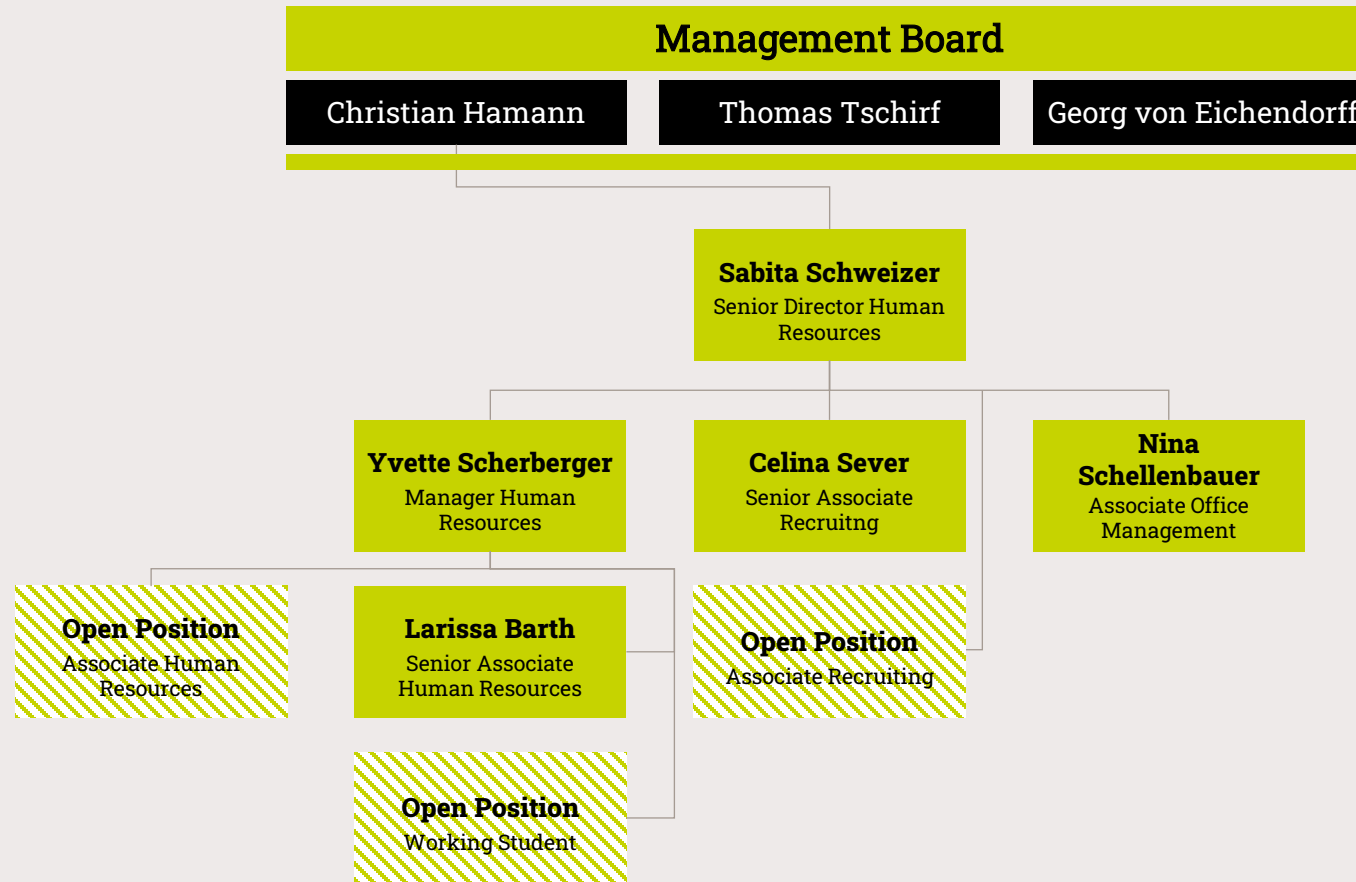 Management Board
Christian Hamann
Thomas Tschirf
Georg von Eichendorff
Sabita Schweizer
Senior Director Human
Resources
Yvette Scherberger
Manager Human
Resources
Celina Sever
Senior Associate
Recruitng
Nina
Schellenbauer
Associate Office
Management
Open Position
Associate Human
Resources
Larissa Barth
Senior Associate
Human Resources
Open Position
Associate Recruiting
Open Position
Working Student